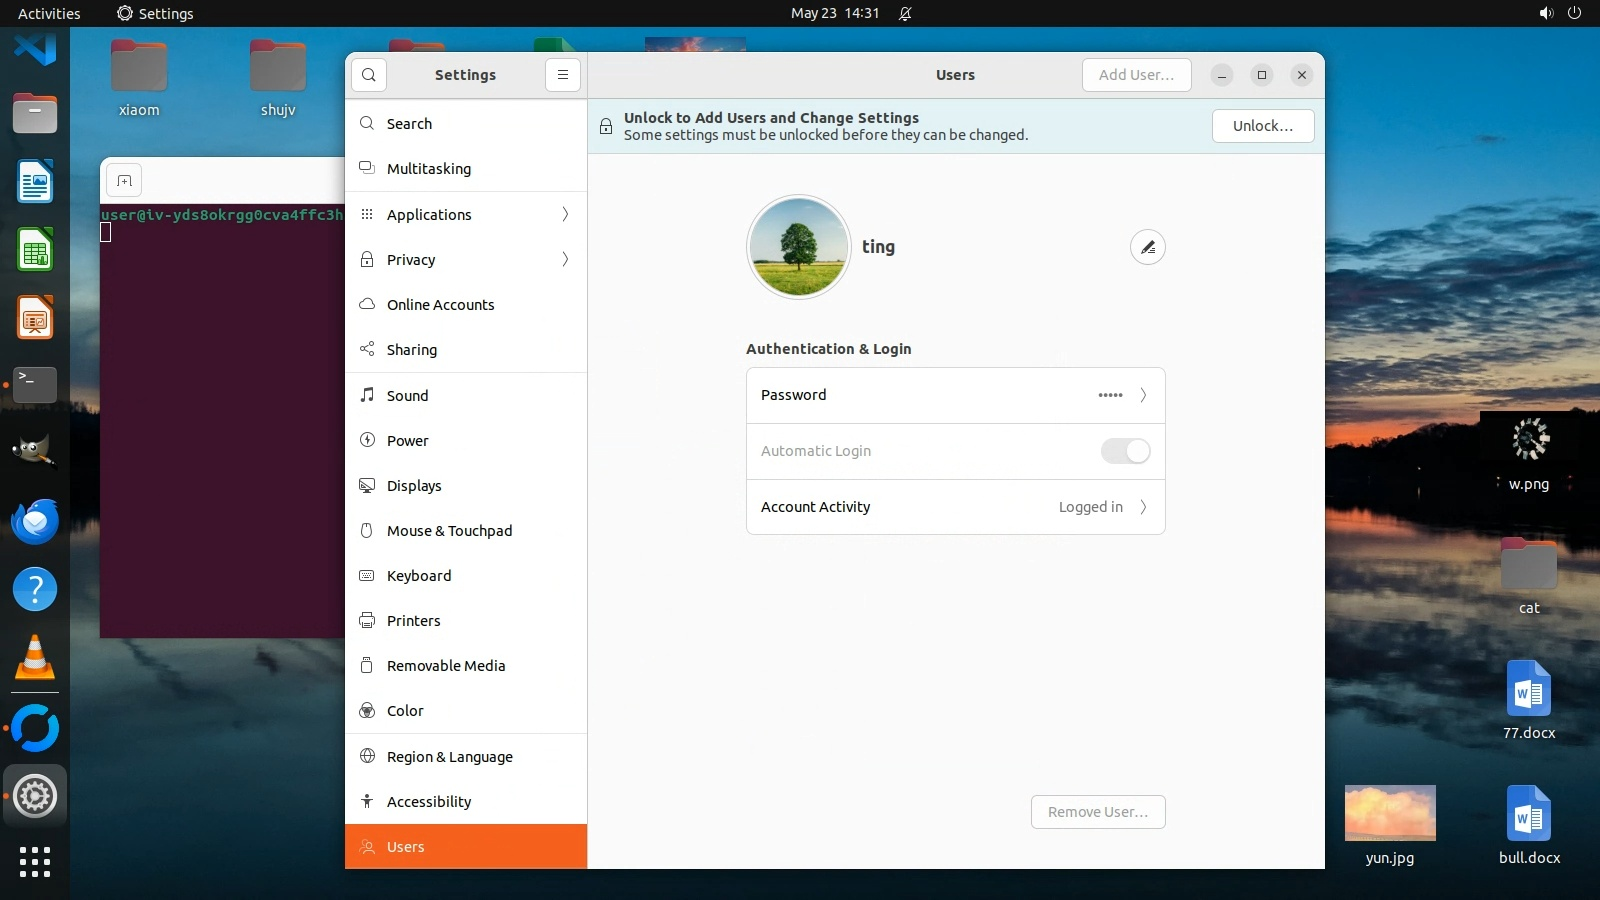 Activities
Settings
May 23 14:31
xiaom
shujv
Settings
Users
Add User...
Search
Unlock to Add Users and Change Settings
Some settings must be unlocked before they can be changed.
Unlock...
Multitasking
user@iv-yds8okrgg0cva4ffc3h
Applications
Privacy
ting
Online Accounts
Sharing
Authentication & Login
Sound
Password
•••••
Power
Automatic Login
Displays
Account Activity
Logged in
Mouse & Touchpad
Keyboard
Printers
Removable Media
Color
Region & Language
Accessibility
Remove User...
Users
w.png
cat
77.docx
yun.jpg
bull.docx